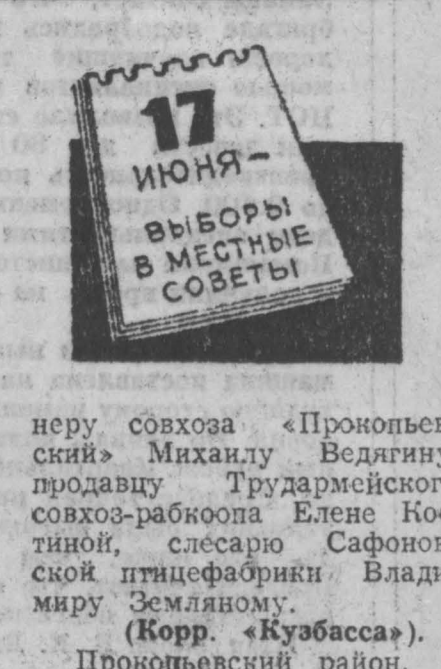 17
ИЮНЯ —
ВЫБОРЫ
В МЕСТНЫЕ
СОВЕТЫ
неру совхоза «Прокопьев
ский» Михаилу Ведягину
продавцу Трудармейског
совхоз-рабкоопа Елене Кос
тиной, слесарю Сафонов
ской птицефабрики Влади
миру Земляному.
(Корр. «Кузбасса»).
Прокопьевский район.